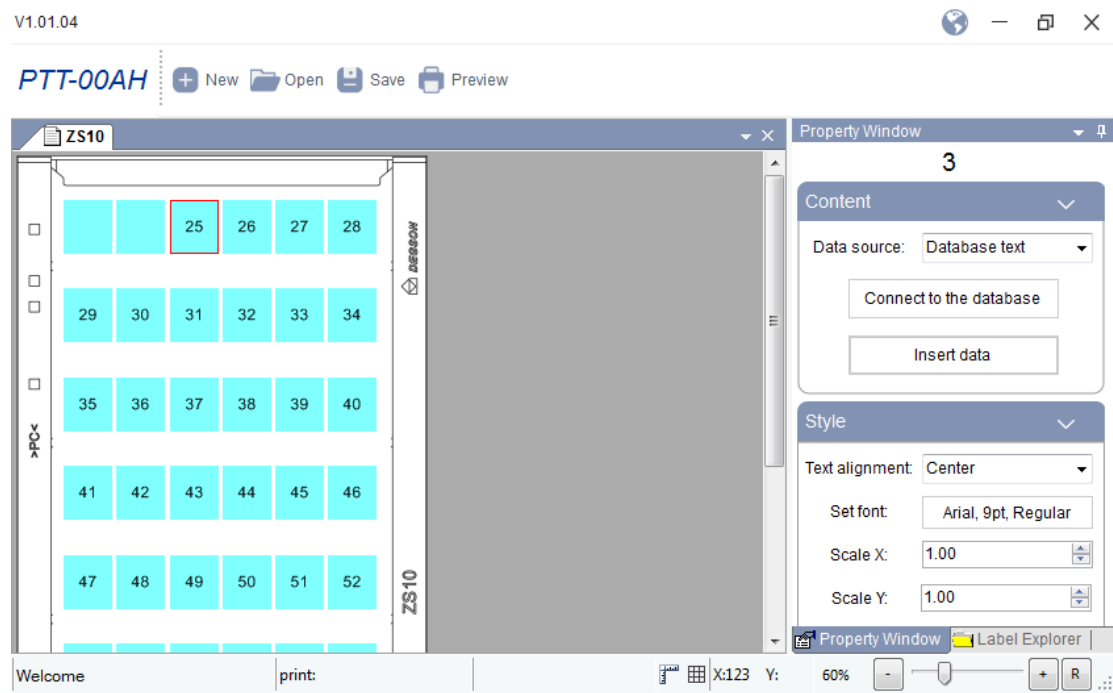 V1.01.04
PTT-00AH New Open Save Preview
ZS10
Property Window
3
Content
Data source: Database text
Connect to the database
Insert data
Style
Text alignment: Center
Set font: Arial, 9pt, Regular
Scale X: 1.00
Scale Y: 1.00
Property Window Label Explorer
25 26 27 28
29 30 31 32 33 34
35 36 37 38 39 40
41 42 43 44 45 46
47 48 49 50 51 52
DEGSON
>PC<
ZS10
Welcome print: X:123 Y: 60% - + R